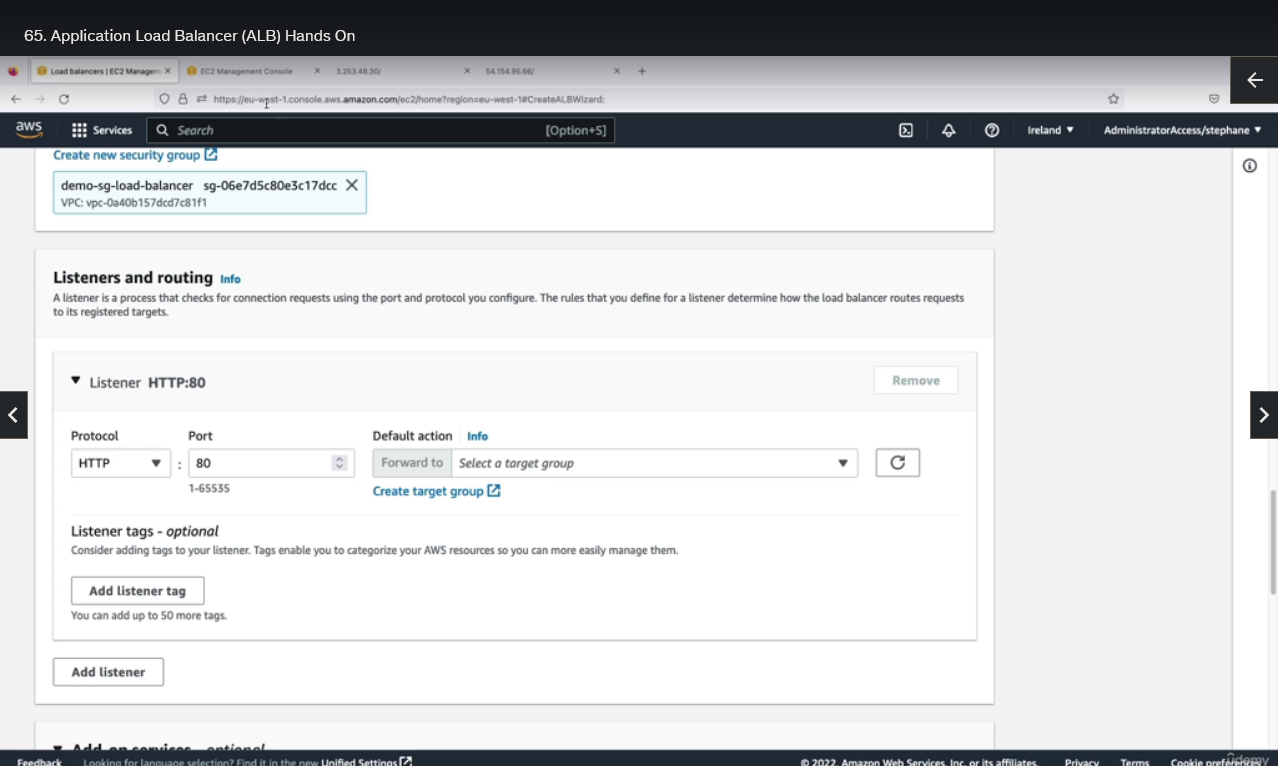 65. Application Load Balancer (ALB) Hands On
Load balancers | EC2 Managem
EC2 Management Console
3.253.48.30/
54.154.95.66/
https://eu-west-1.console.aws.amazon.com/ec2/home?region=eu-west-1#CreateALBWizard:
aws
Services
Search
[Option+S]
Ireland
AdministratorAccess/stephane
Create new security group
demo-sg-load-balancer sg-06e7d5c80e3c17dcc
VPC: vpc-0a40b157dcd7c81f1
Listeners and routing Info
A listener is a process that checks for connection requests using the port and protocol you configure. The rules that you define for a listener determine how the load balancer routes requests
to its registered targets.
Listener HTTP:80
Remove
Protocol
Port
Default action
Info
HTTP
:
80
Forward to
Select a target group
1-65535
Create target group
Listener tags - optional
Consider adding tags to your listener. Tags enable you to categorize your AWS resources so you can more easily manage them.
Add listener tag
You can add up to 50 more tags.
Add listener
Add-on services - optional
Feedback
Looking for language selection? Find it in the new Unified Settings
© 2022, Amazon Web Services, Inc. or its affiliates.
Privacy
Terms
Cookie preferences
Udemy